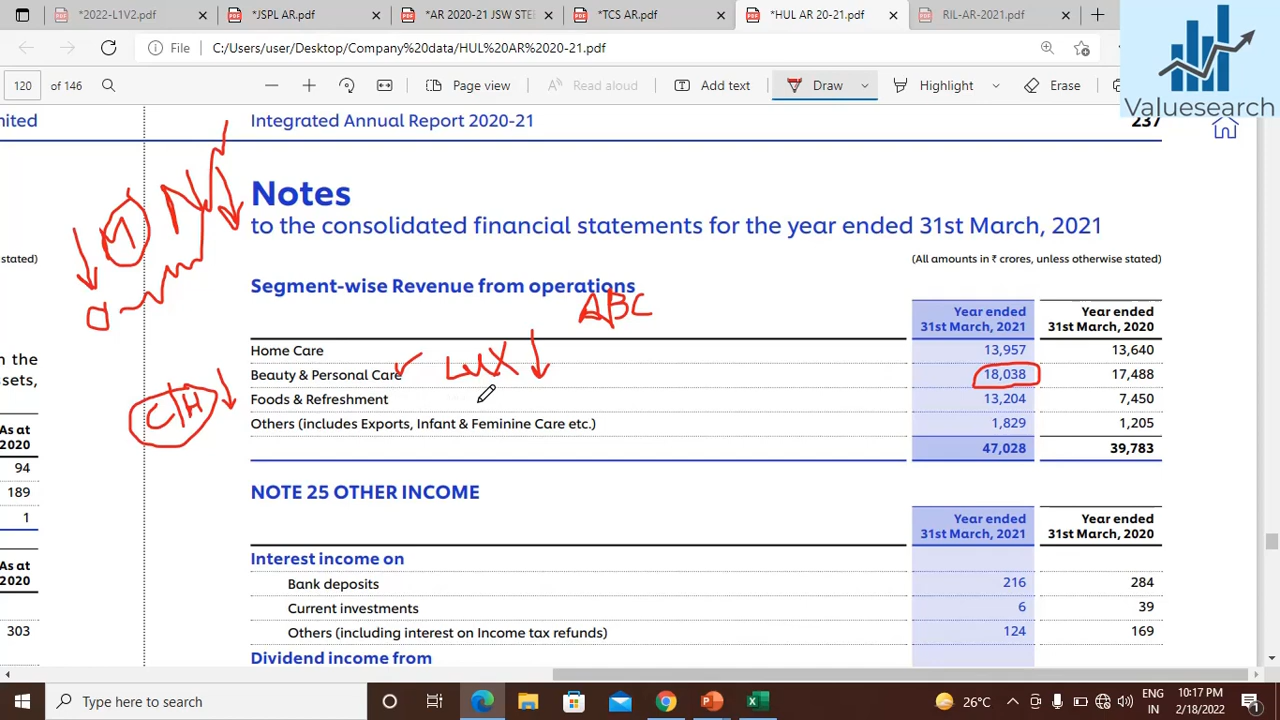 *2022-L1V2.pdf
*JSPL AR.pdf
*AR 2020-21 JSW STEE
*TCS AR.pdf
*HUL AR 20-21.pdf
RIL-AR-2021.pdf
File C:/Users/user/Desktop/Company%20data/HUL%20AR%2020-21.pdf
120 of 146
Page view
Read aloud
Add text
Draw
Highlight
Erase
Valuesearch
mited
Integrated Annual Report 2020-21
237
Notes
to the consolidated financial statements for the year ended 31st March, 2021
stated)
(All amounts in ₹ crores, unless otherwise stated)
Segment-wise Revenue from operations
ABC
Year ended 31st March, 2021
Year ended 31st March, 2020
Home Care 13,957 13,640
Beauty & Personal Care LUX 18,038 17,488
Foods & Refreshment 13,204 7,450
Others (includes Exports, Infant & Feminine Care etc.) 1,829 1,205
47,028 39,783
n the
ssets,
C/H
As at
2020
94
189
1
As at
2020
303
NOTE 25 OTHER INCOME
Year ended 31st March, 2021
Year ended 31st March, 2020
Interest income on
Bank deposits 216 284
Current investments 6 39
Others (including interest on Income tax refunds) 124 169
Dividend income from
Type here to search
26°C
ENG
IN
10:17 PM
2/18/2022